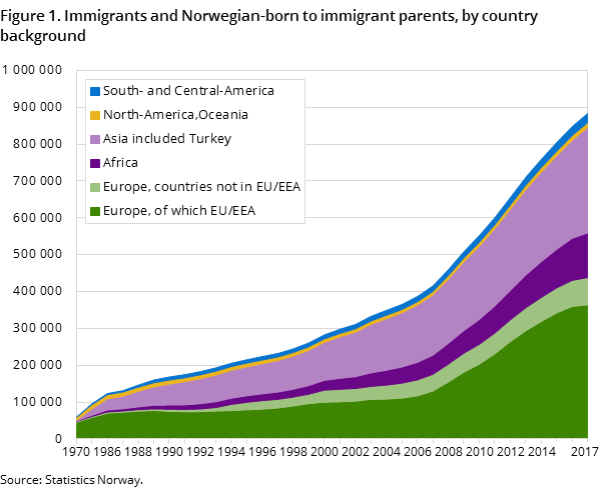 Figure 1. Immigrants and Norwegian-born to immigrant parents, by country
background
1 000 000
900 000
800 000
700 000
600 000
500 000
400 000
300 000
200 000
100 000
0
South- and Central-America
North-America,Oceania
Asia included Turkey
Africa
Europe, countries not in EU/EEA
Europe, of which EU/EEA
1970 1986 1988 1990 1992 1994 1996 1998 2000 2002 2004 2006 2008 2010 2012 2014 2017
Source: Statistics Norway.